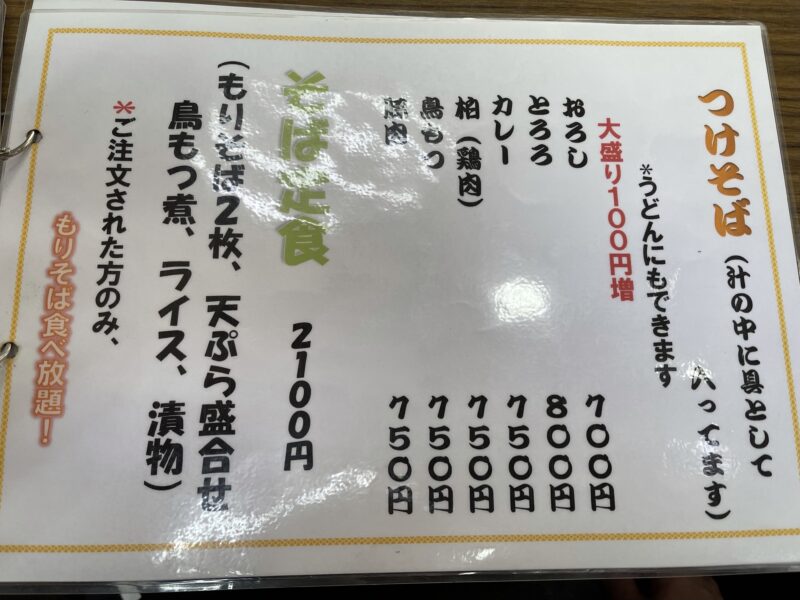 つけそば（汁の中に具として
入ってます）
*うどんにもできます
大盛り100円増
おろし 700円
とろろ 800円
カレー 750円
柏（鶏肉） 750円
鳥もつ 750円
豚肉 750円
そば定食 2100円
（もりそば2枚、天ぷら盛合せ
鳥もつ煮、ライス、漬物）
*ご注文された方のみ、
もりそば食べ放題！